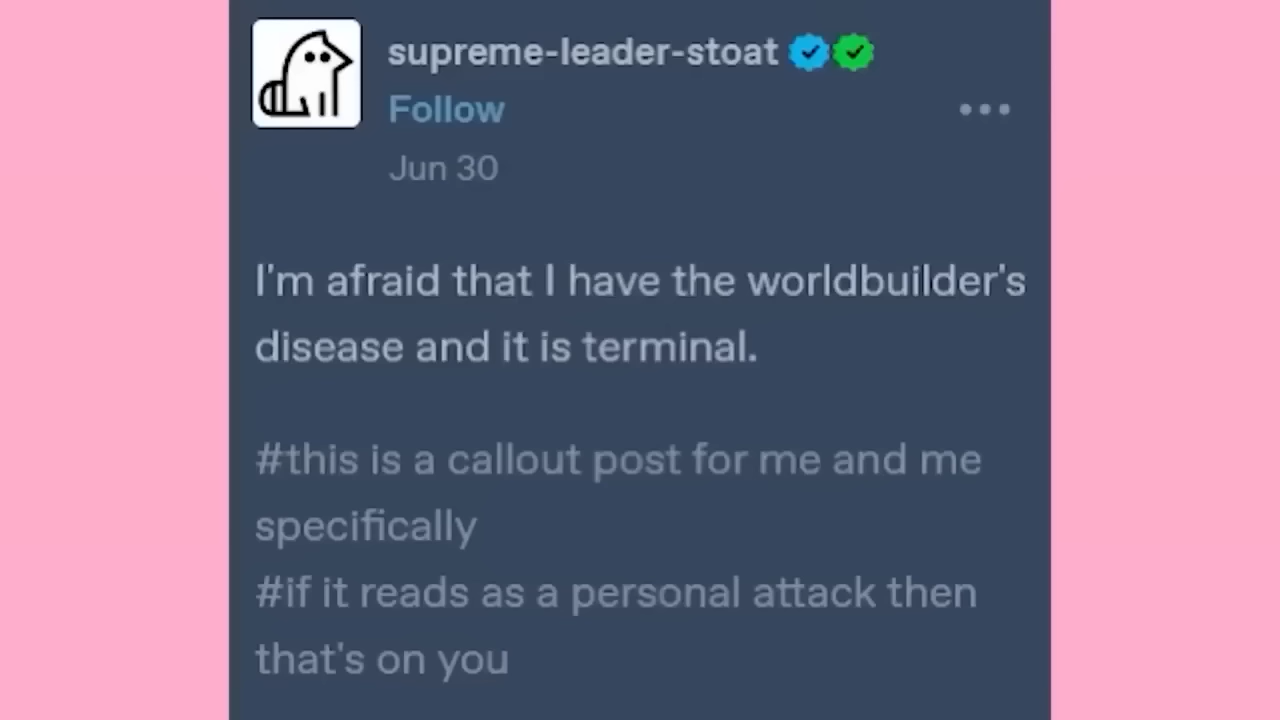 supreme-leader-stoat
Follow
Jun 30
I'm afraid that I have the worldbuilder's
disease and it is terminal.
#this is a callout post for me and me
specifically
#if it reads as a personal attack then
that's on you